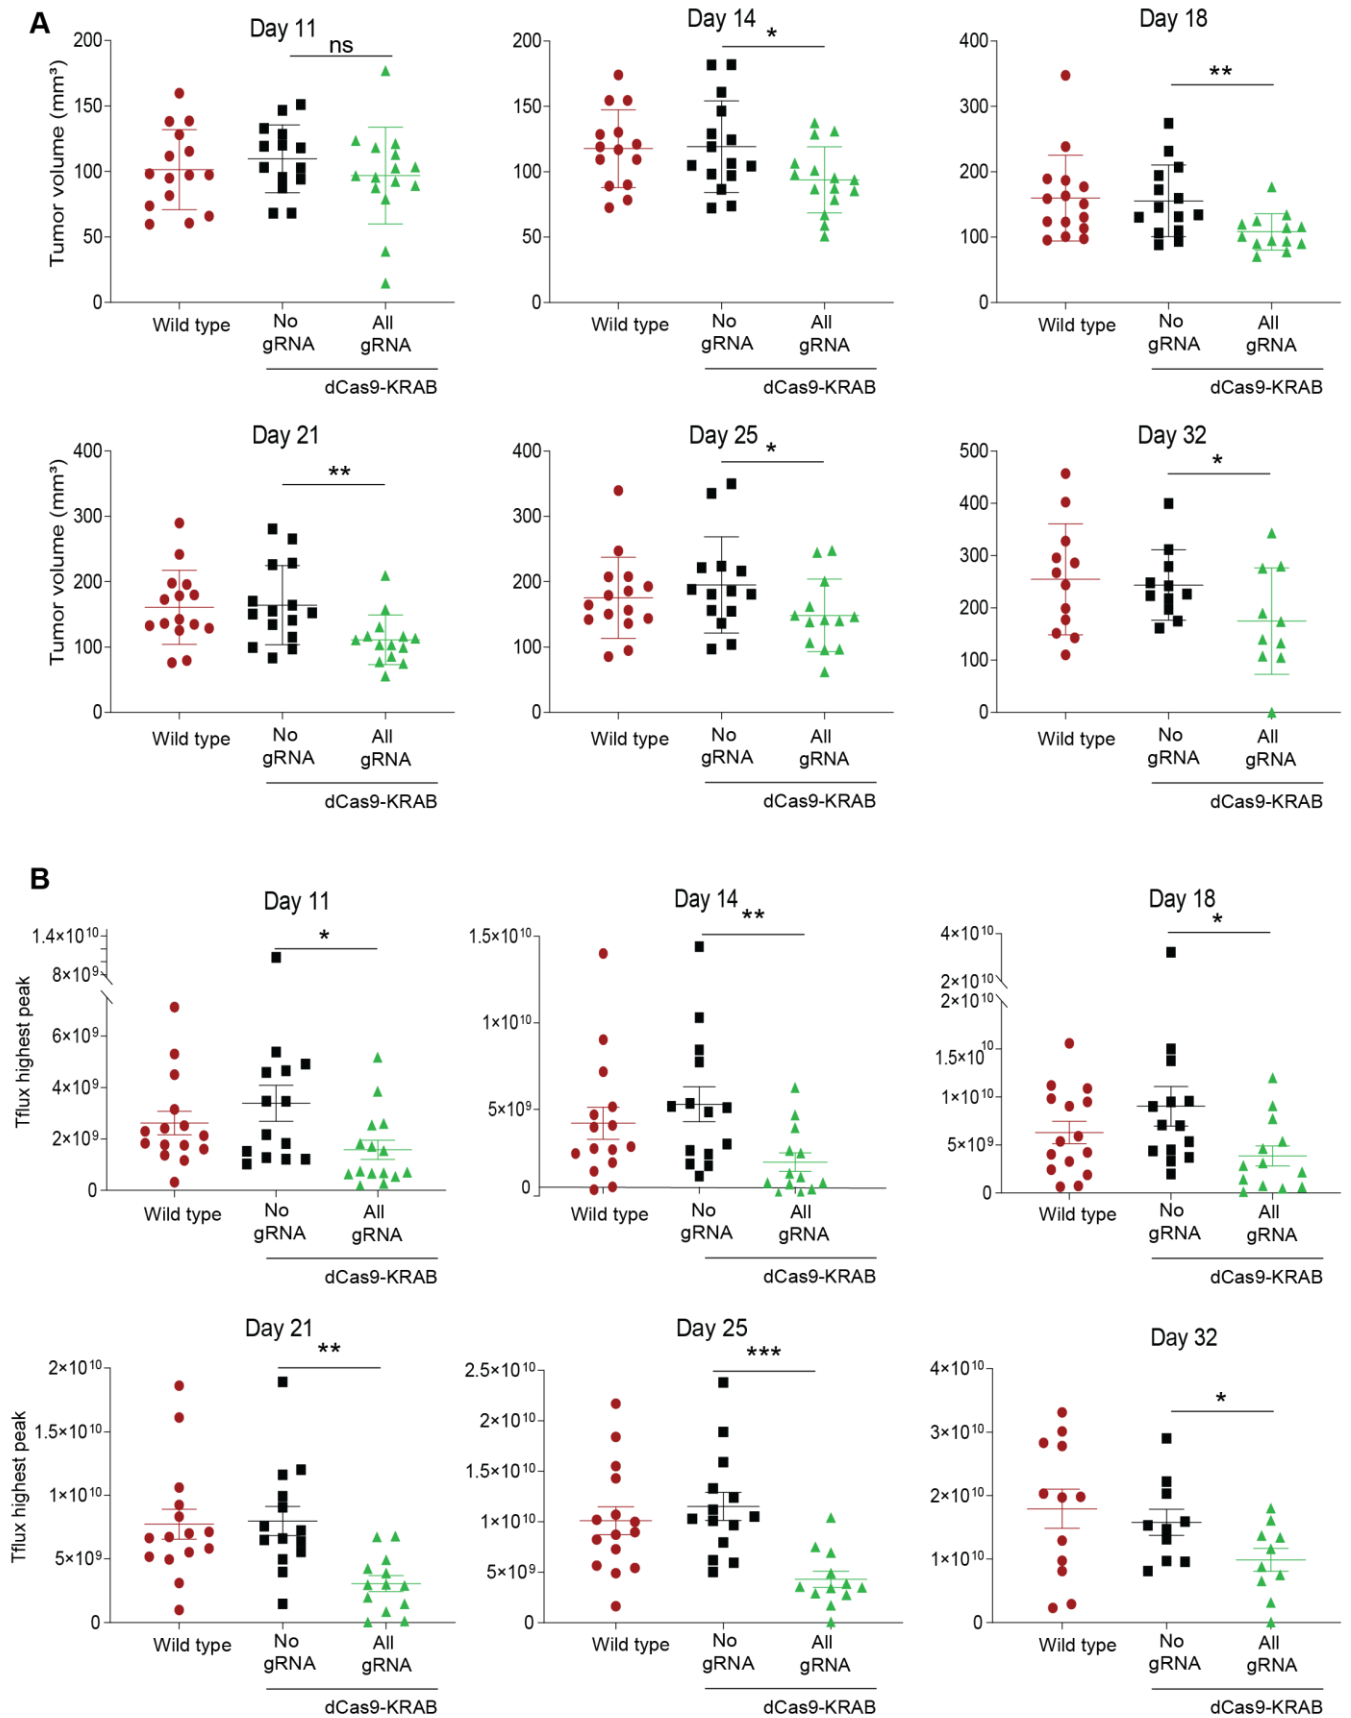 A
Day 11
Day 14
Day 18
ns
*
**
Tumor volume (mm³)
200
150
100
50
0
200
150
100
50
0
400
300
200
100
0
Wild type
No
gRNA
All
gRNA
dCas9-KRAB
Wild type
No
gRNA
All
gRNA
dCas9-KRAB
Wild type
No
gRNA
All
gRNA
dCas9-KRAB
Day 21
Day 25
Day 32
**
*
*
Tumor volume (mm³)
400
300
200
100
0
400
300
200
100
0
500
400
300
200
100
0
Wild type
No
gRNA
All
gRNA
dCas9-KRAB
Wild type
No
gRNA
All
gRNA
dCas9-KRAB
Wild type
No
gRNA
All
gRNA
dCas9-KRAB
B
Day 11
Day 14
Day 18
*
**
*
Tflux highest peak
1.4×10¹⁰
8×10⁹
6×10⁹
4×10⁹
2×10⁹
0
1.5×10¹⁰
1×10¹⁰
5×10⁹
0
4×10¹⁰
2×10¹⁰
2×10¹⁰
1.5×10¹⁰
1×10¹⁰
5×10⁹
0
Wild type
No
gRNA
All
gRNA
dCas9-KRAB
Wild type
No
gRNA
All
gRNA
dCas9-KRAB
Wild type
No
gRNA
All
gRNA
dCas9-KRAB
Day 21
Day 25
Day 32
**
***
*
Tflux highest peak
2×10¹⁰
1.5×10¹⁰
1×10¹⁰
5×10⁹
0
2.5×10¹⁰
2×10¹⁰
1.5×10¹⁰
1×10¹⁰
5×10⁹
0
4×10¹⁰
3×10¹⁰
2×10¹⁰
1×10¹⁰
0
Wild type
No
gRNA
All
gRNA
dCas9-KRAB
Wild type
No
gRNA
All
gRNA
dCas9-KRAB
Wild type
No
gRNA
All
gRNA
dCas9-KRAB